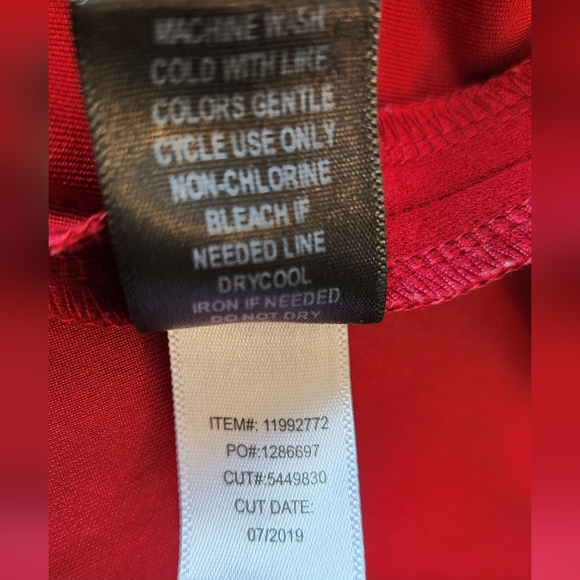 MACHINE WASH
COLD WITH LIKE
COLORS GENTLE
CYCLE USE ONLY
NON-CHLORINE
BLEACH IF
NEEDED LINE
DRYCOOL
IRON IF NEEDED
DO NOT DRY
ITEM#: 11992772
PO#:1286697
CUT#:5449830
CUT DATE:
07/2019